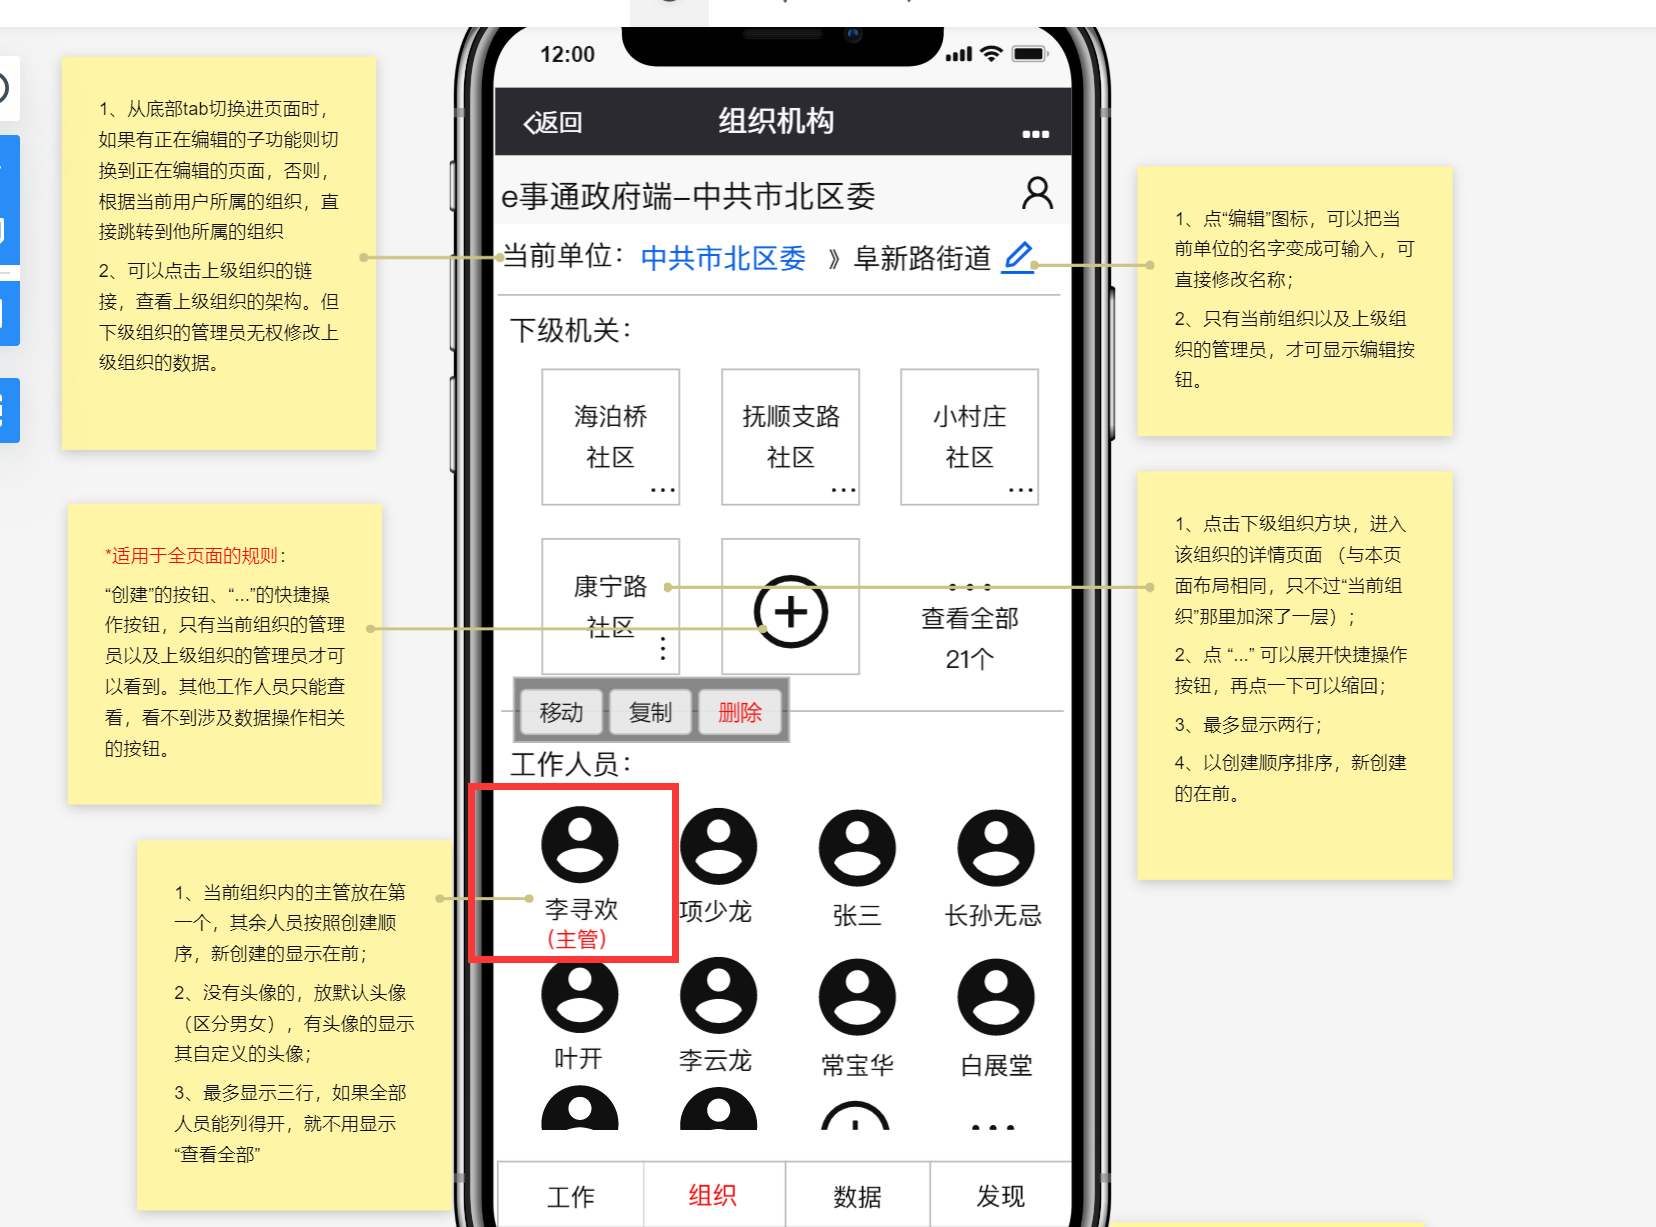 12:00
返回
组织机构
...
e事通政府端–中共市北区委
当前单位：
中共市北区委
》阜新路街道
下级机关：
海泊桥
社区
...
抚顺支路
社区
...
小村庄
社区
...
康宁路
社区
...
查看全部
21个
移动
复制
删除
工作人员：
李寻欢
(主管)
项少龙
张三
长孙无忌
叶开
李云龙
常宝华
白展堂
...
工作
组织
数据
发现
1、从底部tab切换进页面时，
如果有正在编辑的子功能则切
换到正在编辑的页面，否则，
根据当前用户所属的组织，直
接跳转到他所属的组织
2、可以点击上级组织的链
接，查看上级组织的架构。但
下级组织的管理员无权修改上
级组织的数据。
*适用于全页面的规则：
“创建”的按钮、“...”的快捷操
作按钮，只有当前组织的管理
员以及上级组织的管理员才可
以看到。其他工作人员只能查
看，看不到涉及数据操作相关
的按钮。
1、当前组织内的主管放在第
一个，其余人员按照创建顺
序，新创建的显示在前；
2、没有头像的，放默认头像
（区分男女），有头像的显示
其自定义的头像；
3、最多显示三行，如果全部
人员能列得开，就不用显示
“查看全部”
1、点“编辑”图标，可以把当
前单位的名字变成可输入，可
直接修改名称；
2、只有当前组织以及上级组
织的管理员，才可显示编辑按
钮。
1、点击下级组织方块，进入
该组织的详情页面 （与本页
面布局相同，只不过“当前组
织”那里加深了一层）；
2、点 “...” 可以展开快捷操作
按钮，再点一下可以缩回；
3、最多显示两行；
4、以创建顺序排序，新创建
的在前。